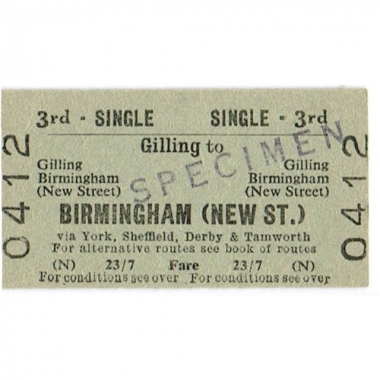 3rd - SINGLE SINGLE - 3rd
Gilling to
Gilling Gilling
Birmingham Birmingham
(New Street) (New Street)
SPECIMEN
BIRMINGHAM (NEW ST.)
via York, Sheffield, Derby & Tamworth
For alternative routes see book of routes
(N) 23/7 Fare 23/7 (N)
For conditions see over For conditions see over
0412
0412